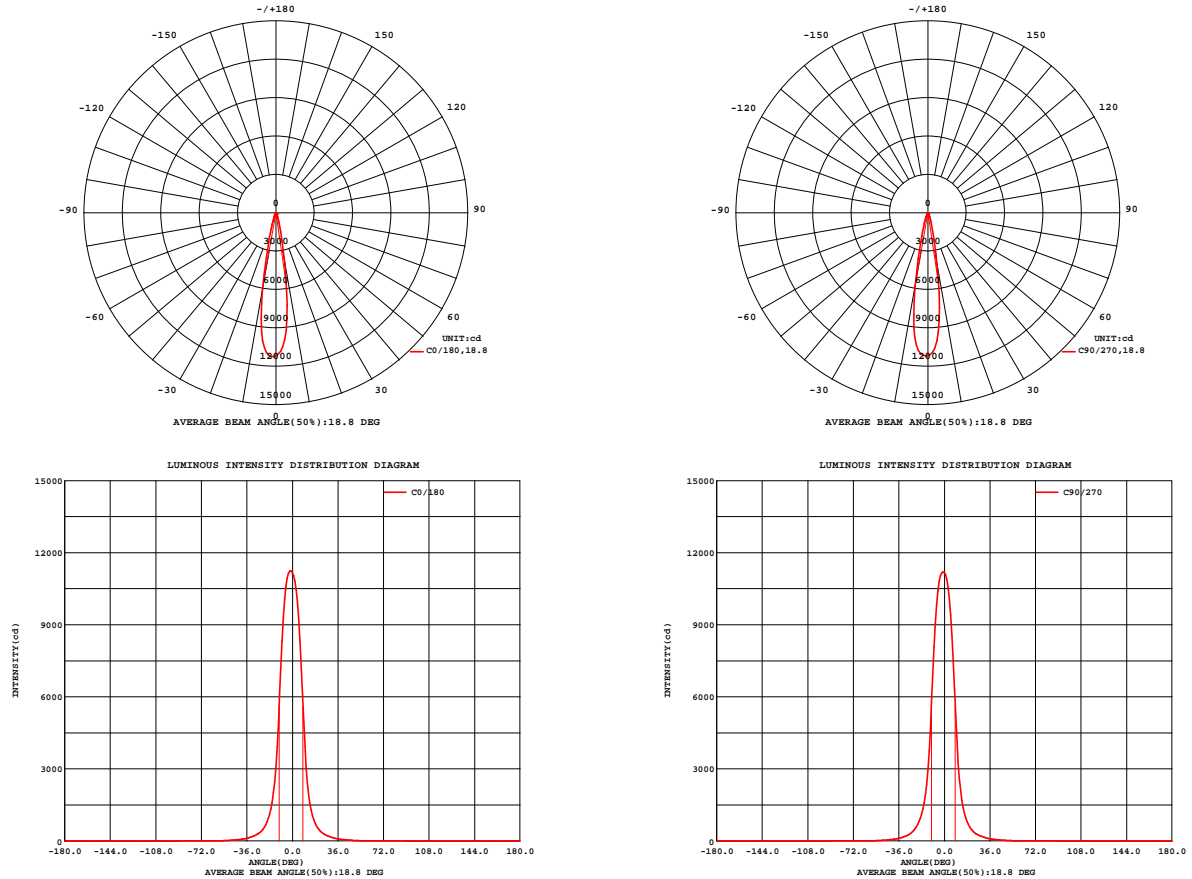 -/+180
-150
150
-120
120
-90
90
0
3000
6000
-60
60
9000
UNIT:cd
12000
C0/180,18.8
-30
30
15000
0
AVERAGE BEAM ANGLE(50%):18.8 DEG
-/+180
-150
150
-120
120
-90
90
0
3000
6000
-60
60
9000
UNIT:cd
12000
C90/270,18.8
-30
30
15000
0
AVERAGE BEAM ANGLE(50%):18.8 DEG
LUMINOUS INTENSITY DISTRIBUTION DIAGRAM
15000
C0/180
12000
9000
INTENSITY(cd)
6000
3000
0
-180.0 -144.0 -108.0 -72.0 -36.0 0.0 36.0 72.0 108.0 144.0 180.0
ANGLE(DEG)
AVERAGE BEAM ANGLE(50%):18.8 DEG
LUMINOUS INTENSITY DISTRIBUTION DIAGRAM
15000
C90/270
12000
9000
INTENSITY(cd)
6000
3000
0
-180.0 -144.0 -108.0 -72.0 -36.0 0.0 36.0 72.0 108.0 144.0 180.0
ANGLE(DEG)
AVERAGE BEAM ANGLE(50%):18.8 DEG